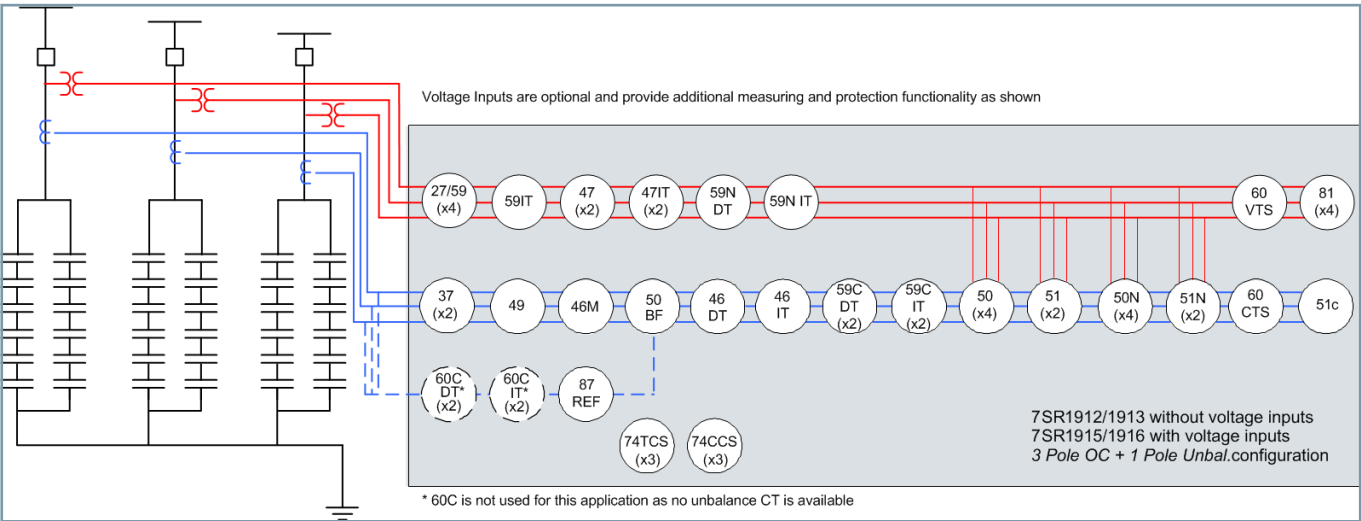 Voltage Inputs are optional and provide additional measuring and protection functionality as shown
27/59
(x4)
59IT
47
(x2)
47IT
(x2)
59N
DT
59N IT
60
VTS
81
(x4)
37
(x2)
49
46M
50
BF
46
DT
46
IT
59C
DT
(x2)
59C
IT
(x2)
50
(x4)
51
(x2)
50N
(x4)
51N
(x2)
60
CTS
51c
60C
DT*
(x2)
60C
IT*
(x2)
87
REF
74TCS
(x3)
74CCS
(x3)
7SR1912/1913 without voltage inputs
7SR1915/1916 with voltage inputs
3 Pole OC + 1 Pole Unbal.configuration
* 60C is not used for this application as no unbalance CT is available